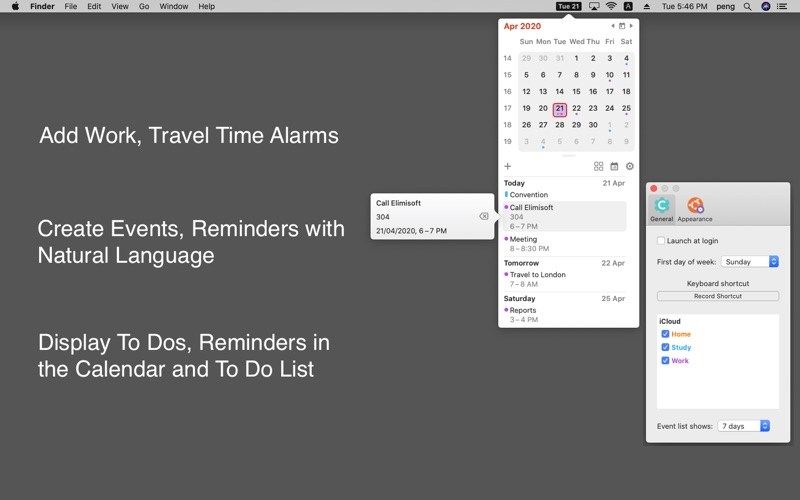 Finder File Edit View Go Window Help
Tue 21 A Tue 5:46 PM peng
Add Work, Travel Time Alarms
Create Events, Reminders with
Natural Language
Display To Dos, Reminders in
the Calendar and To Do List
Apr 2020
Sun Mon Tue Wed Thu Fri Sat
14 29 30 31 1 2 3 4
15 5 6 7 8 9 10 11
16 12 13 14 15 16 17 18
17 19 20 21 22 23 24 25
18 26 27 28 29 30 1 2
19 3 4 5 6 7 8 9
Today 21 Apr
Convention
Call Elimisoft
304
6 – 7 PM
Meeting
8 – 8:30 PM
Tomorrow 22 Apr
Travel to London
7 – 8 AM
Saturday 25 Apr
Reports
3 – 4 PM
Call Elimisoft
304
21/04/2020, 6 – 7 PM
General Appearance
Launch at login
First day of week: Sunday
Keyboard shortcut
Record Shortcut
iCloud
Home
Study
Work
Event list shows: 7 days